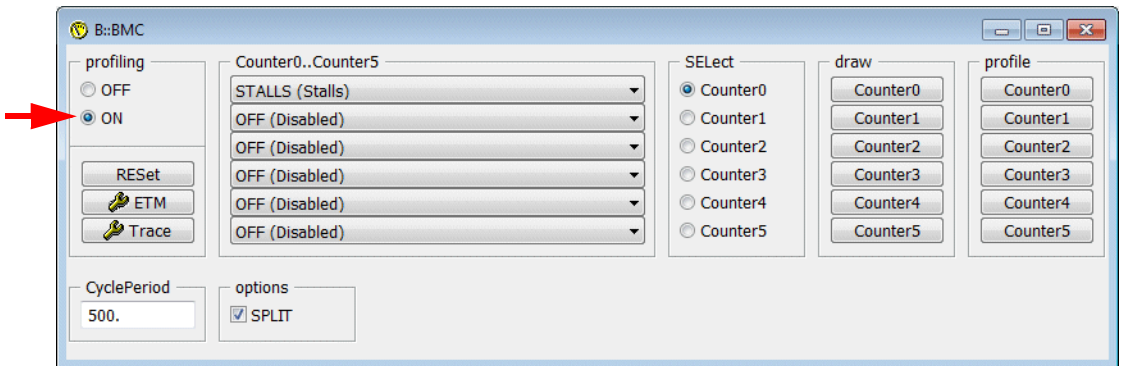 B::BMC
profiling
OFF
ON
RESet
ETM
Trace
Counter0..Counter5
STALLS (Stalls)
OFF (Disabled)
OFF (Disabled)
OFF (Disabled)
OFF (Disabled)
OFF (Disabled)
SELect
Counter0
Counter1
Counter2
Counter3
Counter4
Counter5
draw
Counter0
Counter1
Counter2
Counter3
Counter4
Counter5
profile
Counter0
Counter1
Counter2
Counter3
Counter4
Counter5
CyclePeriod
500.
options
SPLIT